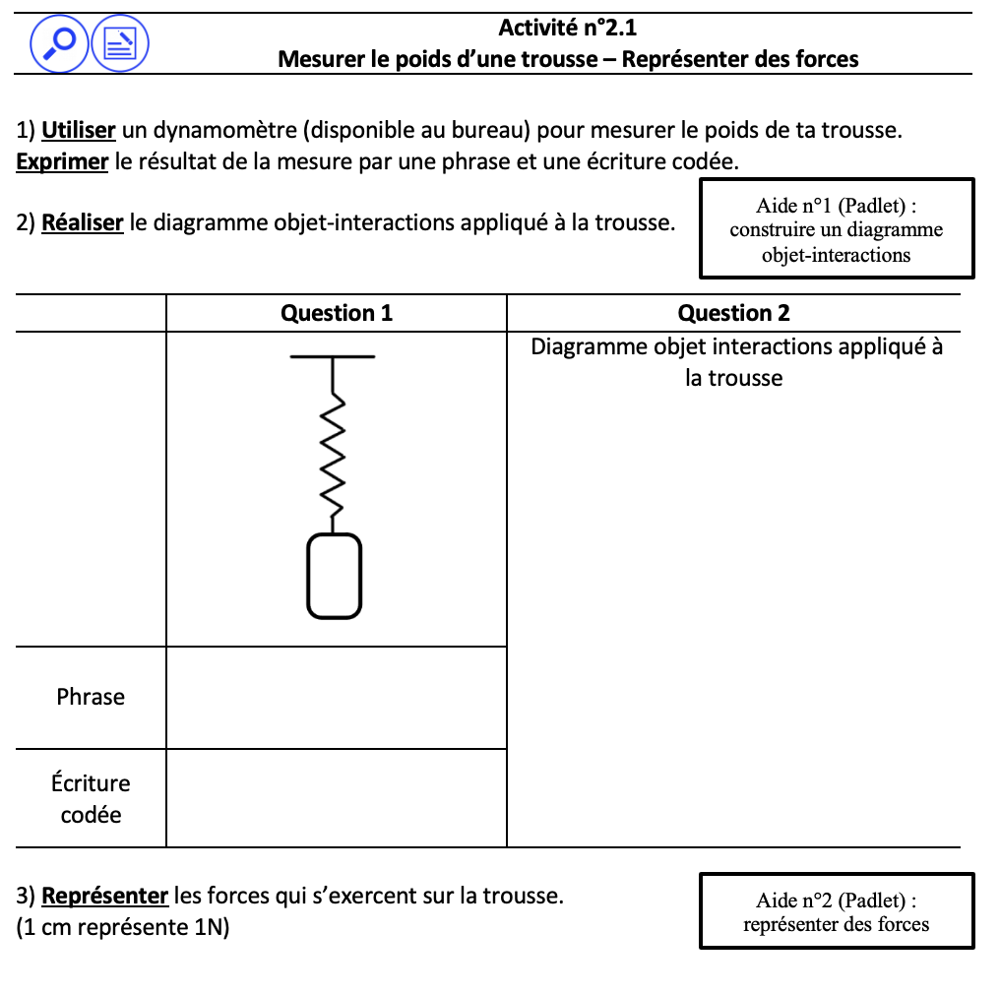 Activité n°2.1
Mesurer le poids d’une trousse – Représenter des forces
1) Utiliser un dynamomètre (disponible au bureau) pour mesurer le poids de ta trousse.
Exprimer le résultat de la mesure par une phrase et une écriture codée.
2) Réaliser le diagramme objet-interactions appliqué à la trousse.
Aide n°1 (Padlet) :
construire un diagramme
objet-interactions
Question 1
Question 2
Diagramme objet interactions appliqué à
la trousse
Phrase
Écriture
codée
3) Représenter les forces qui s’exercent sur la trousse.
(1 cm représente 1N)
Aide n°2 (Padlet) :
représenter des forces